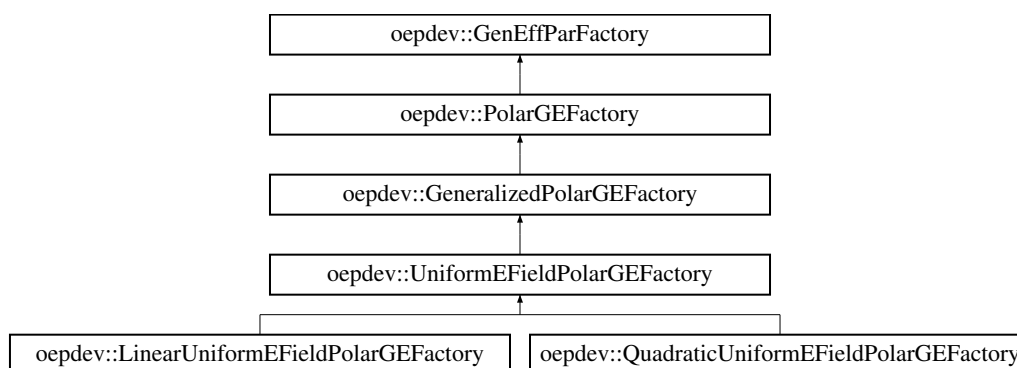 oepdev::GenEffParFactory
oepdev::PolarGEFactory
oepdev::GeneralizedPolarGEFactory
oepdev::UniformEFieldPolarGEFactory
oepdev::LinearUniformEFieldPolarGEFactory
oepdev::QuadraticUniformEFieldPolarGEFactory